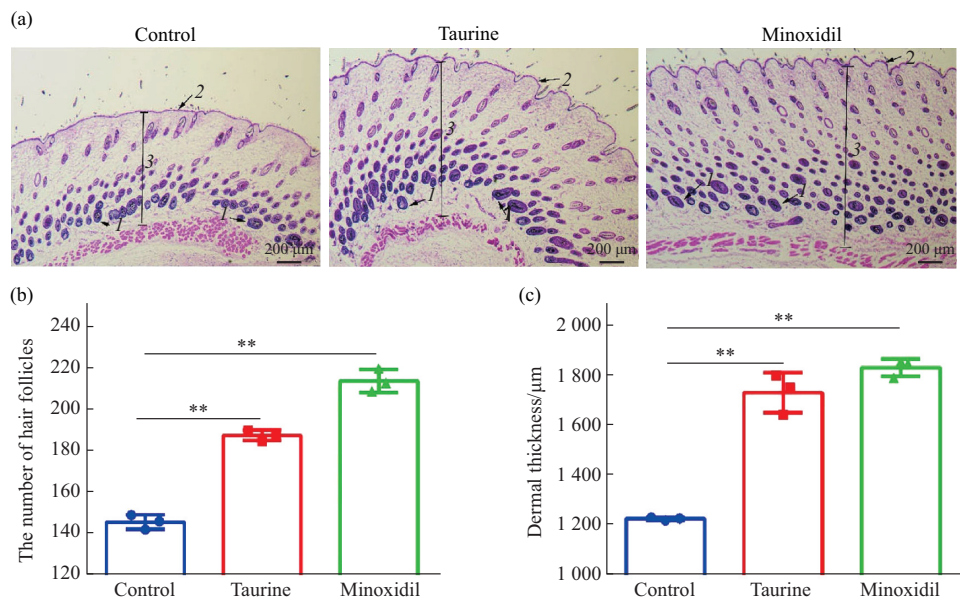 (a)
Control Taurine Minoxidil
2 2 2
3 3 3
1 1 1 1 1 1
200 μm 200 μm 200 μm
(b) (c)
The number of hair follicles
240
220
200
180
160
140
120
** **
Control Taurine Minoxidil
Dermal thickness/μm
2 000
1 800
1 600
1 400
1 200
1 000
** **
Control Taurine Minoxidil